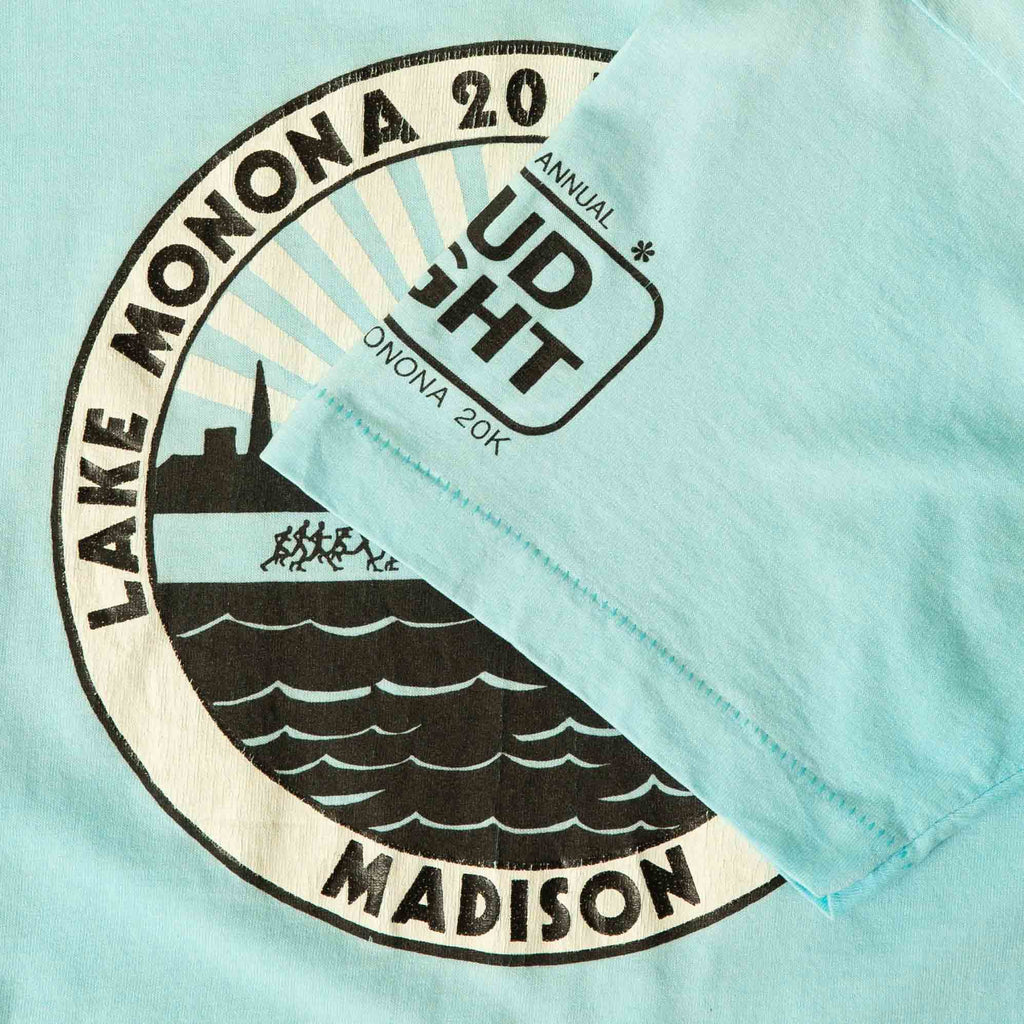 LAKE MONONA 20
MADISON
ANNUAL
UD
GHT
ONONA 20K